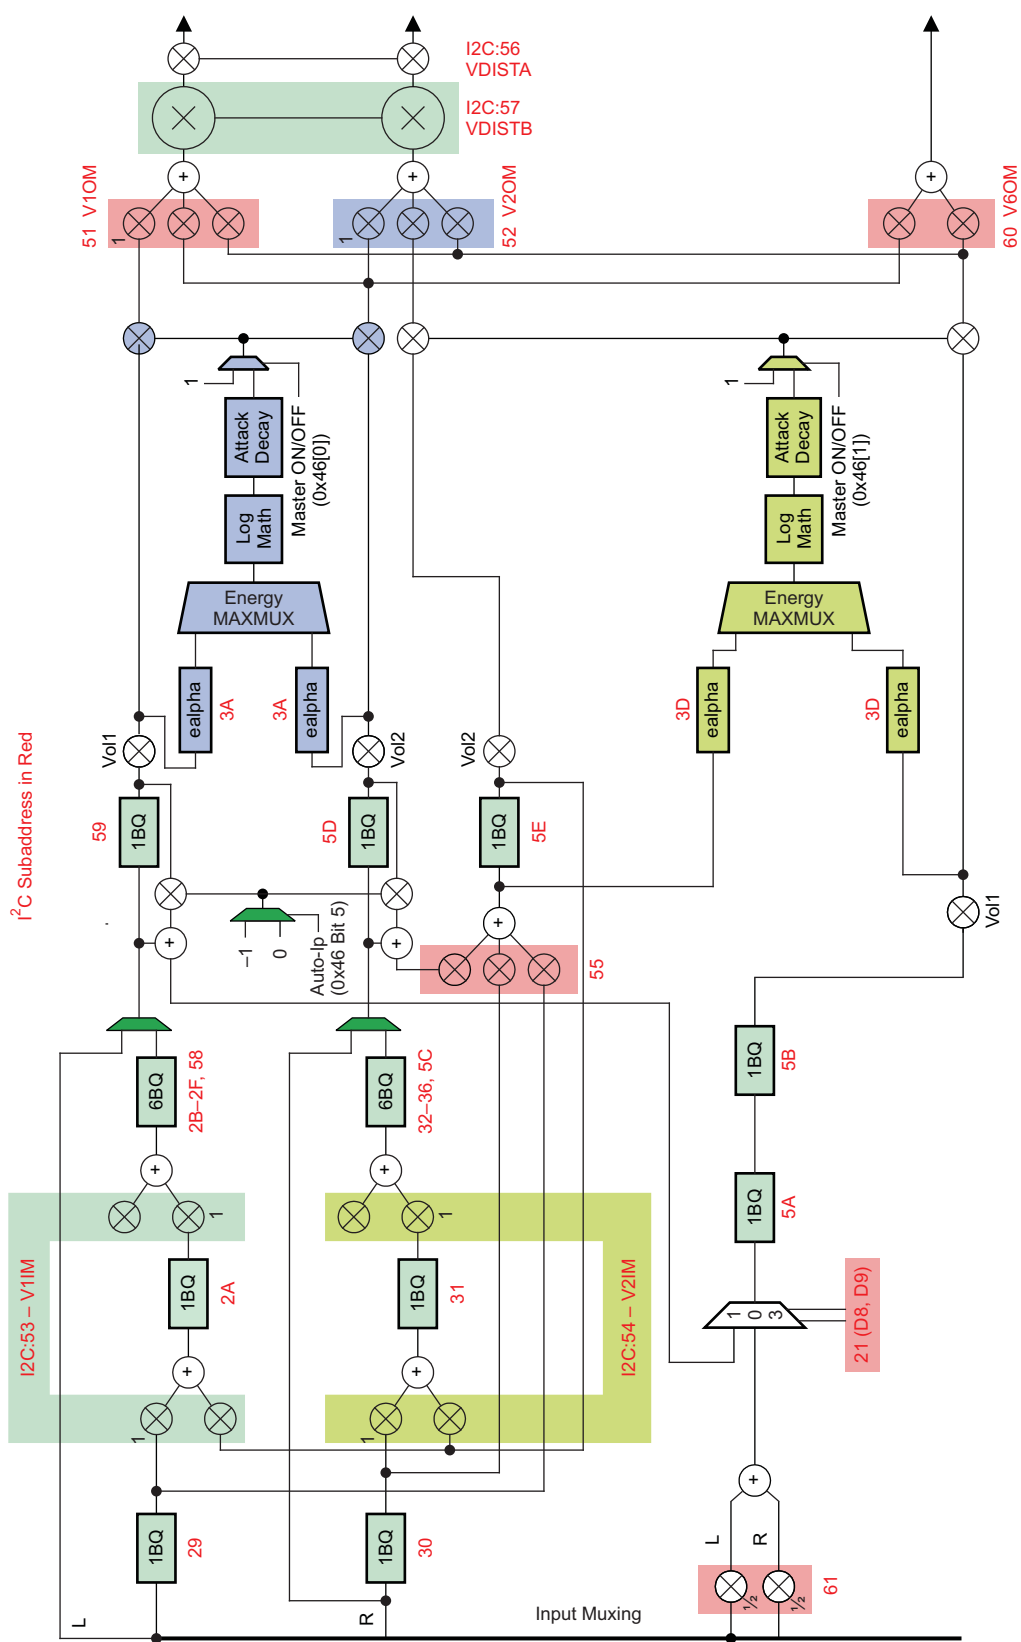 I2C:56
VDISTA
I2C:57
VDISTB
+
+
+
51 V1OM
1
52 V2OM
1
60 V6OM
1
Attack
Decay
Log
Math
Master ON/OFF
(0x46[0])
Energy
MAXMUX
ealpha
3A
ealpha
3A
1
Attack
Decay
Log
Math
Master ON/OFF
(0x46[1])
Energy
MAXMUX
ealpha
3D
ealpha
3D
I²C Subaddress in Red
Vol1
Vol2
Vol2
Vol1
59
1BQ
5D
1BQ
1BQ
5E
–1
0
Auto-lp
(0x46 Bit 5)
+
+
+
55
6BQ
2B–2F, 58
6BQ
32–36, 5C
1BQ
5B
1BQ
5A
+
+
1
1
I2C:53 – V1IM
1BQ
2A
1BQ
31
I2C:54 – V2IM
+
+
1
1
1
0
3
21 (D8, D9)
1BQ
29
1BQ
30
+
L
R
½
½
61
L
R
Input Muxing